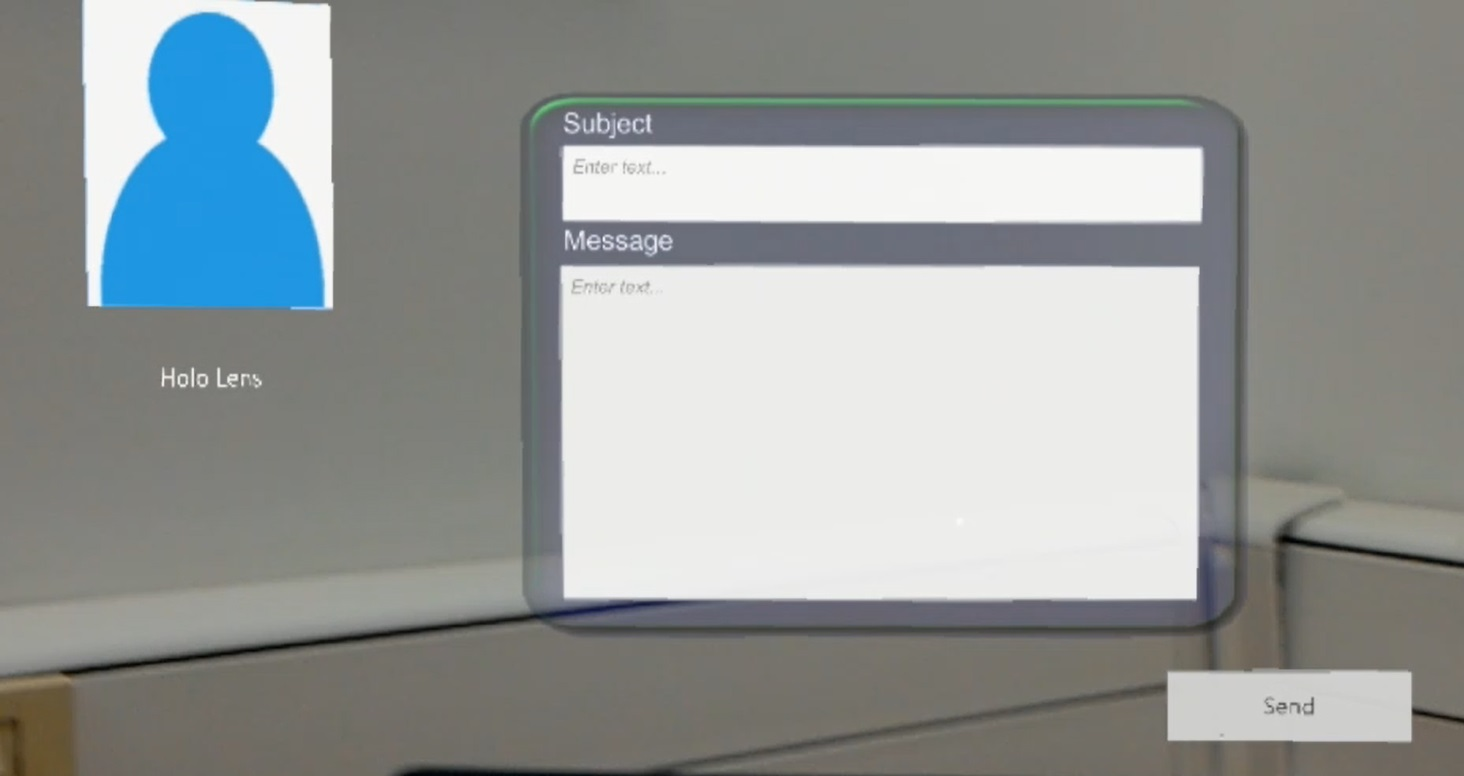 Subject
Enter text...
Message
Enter text...
Holo Lens
Send